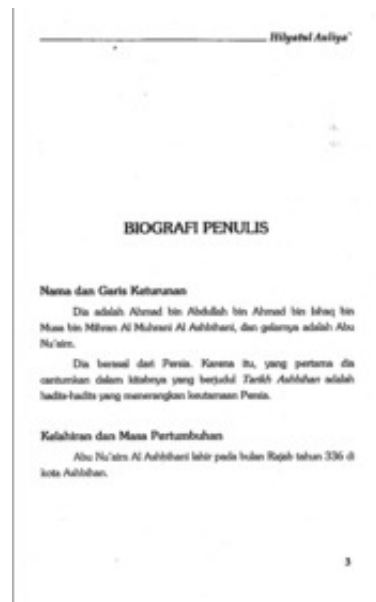 Hilyatul Auliya`
BIOGRAFI PENULIS
Nama dan Garis Keturunan
Dia adalah Ahmad bin Abdullah bin Ahmad bin Ishaq bin
Musa bin Mihran Al Muhrani Al Ashbihani, dan gelarnya adalah Abu
Nu'aim.
Dia berasal dari Persia. Karena itu, yang pertama dia
cantumkan dalam kitabnya yang berjudul Tarikh Ashbihan adalah
hadits-hadits yang menerangkan keutamaan Persia.
Kelahiran dan Masa Pertumbuhan
Abu Nu'aim Al Ashbihani lahir pada bulan Rajab tahun 336 di
kota Ashbihan.
3